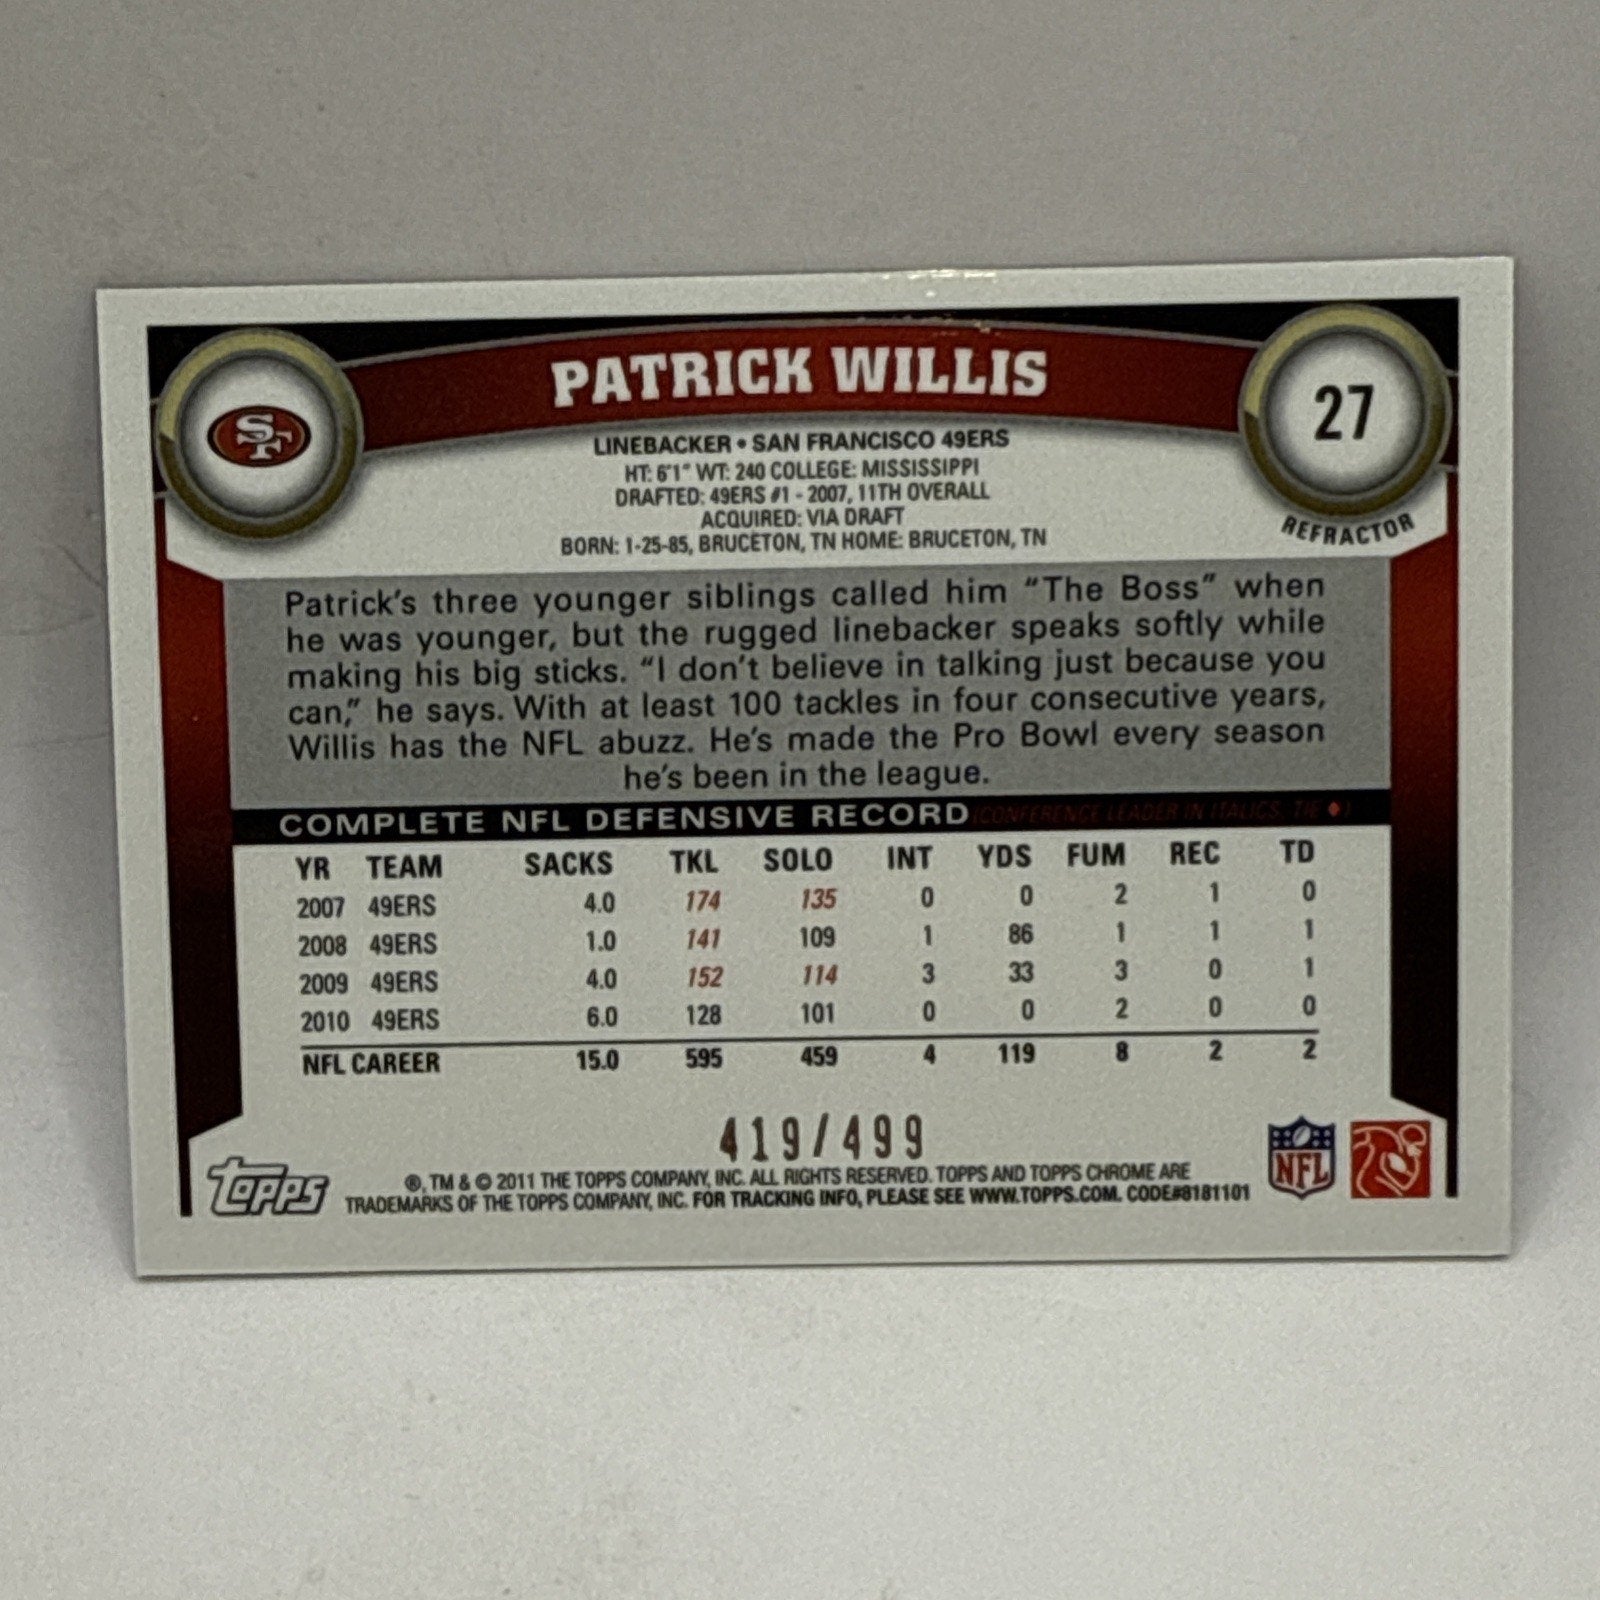 PATRICK WILLIS
SF
27
REFRACTOR
LINEBACKER • SAN FRANCISCO 49ERS
HT: 6'1" WT: 240 COLLEGE: MISSISSIPPI
DRAFTED: 49ERS #1 - 2007, 11TH OVERALL
ACQUIRED: VIA DRAFT
BORN: 1-25-85, BRUCETON, TN HOME: BRUCETON, TN
Patrick's three younger siblings called him "The Boss" when
he was younger, but the rugged linebacker speaks softly while
making his big sticks. "I don't believe in talking just because you
can," he says. With at least 100 tackles in four consecutive years,
Willis has the NFL abuzz. He's made the Pro Bowl every season
he's been in the league.
COMPLETE NFL DEFENSIVE RECORD (CONFERENCE LEADER IN ITALICS, TIE ♦)
YR TEAM SACKS TKL SOLO INT YDS FUM REC TD
2007 49ERS 4.0 174 135 0 0 2 1 0
2008 49ERS 1.0 141 109 1 86 1 1 1
2009 49ERS 4.0 152 114 3 33 3 0 1
2010 49ERS 6.0 128 101 0 0 2 0 0
NFL CAREER 15.0 595 459 4 119 8 2 2
419/499
Topps
®, TM & © 2011 THE TOPPS COMPANY, INC. ALL RIGHTS RESERVED. TOPPS AND TOPPS CHROME ARE
TRADEMARKS OF THE TOPPS COMPANY, INC. FOR TRACKING INFO, PLEASE SEE WWW.TOPPS.COM. CODE#8181101
NFL